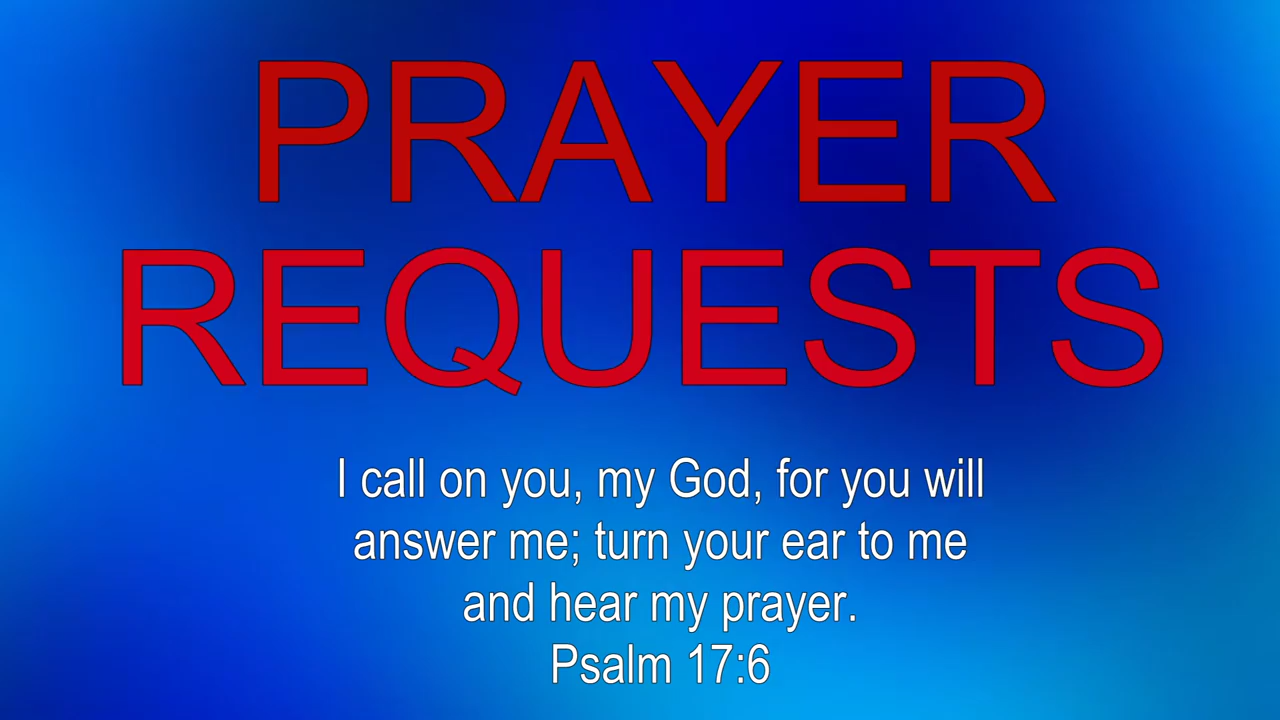 PRAYER
REQUESTS
I call on you, my God, for you will
answer me; turn your ear to me
and hear my prayer.
Psalm 17:6